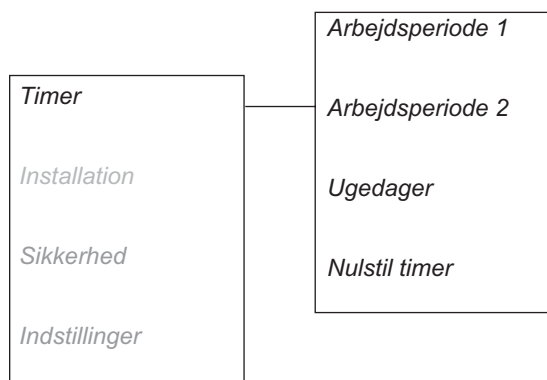 Timer
Installation
Sikkerhed
Indstillinger
Arbejdsperiode 1
Arbejdsperiode 2
Ugedager
Nulstil timer